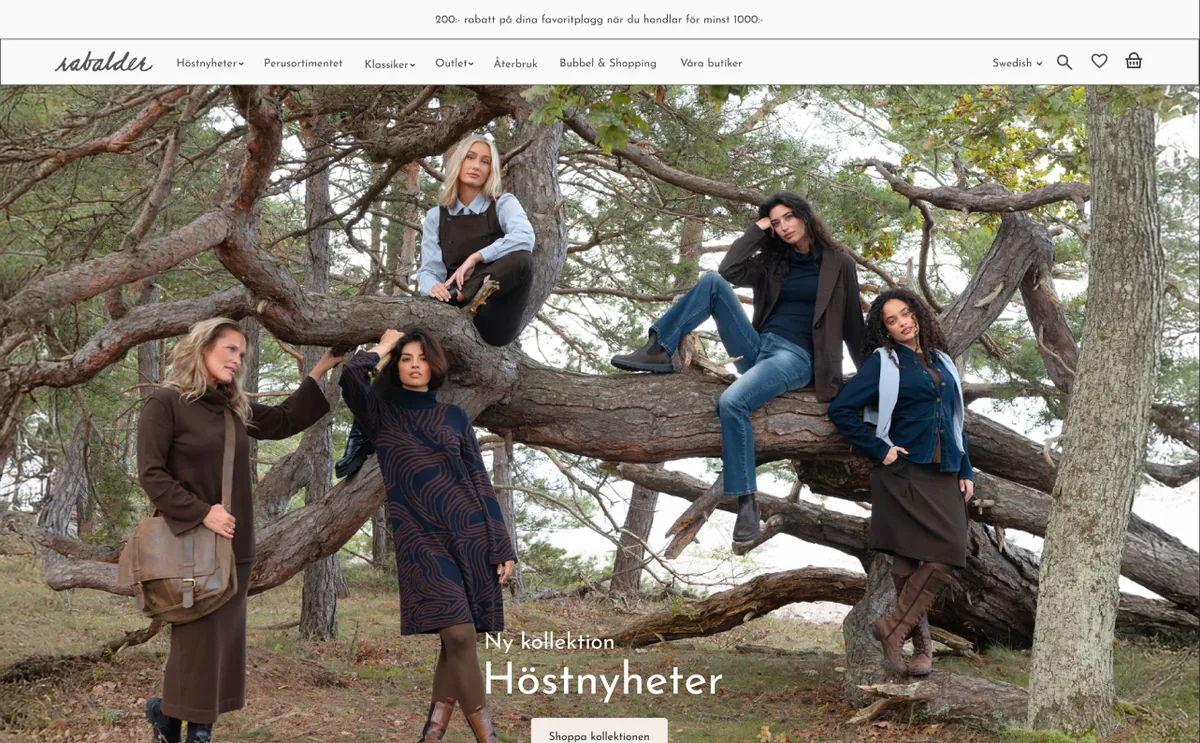 200:- rabatt på dina favoritplagg när du handlar för minst 1000:-
rabalder
Höstnyheter
Perusortimentet
Klassiker
Outlet
Återbruk
Bubbel & Shopping
Våra butiker
Swedish
Ny kollektion
Höstnyheter
Shoppa kollektionen